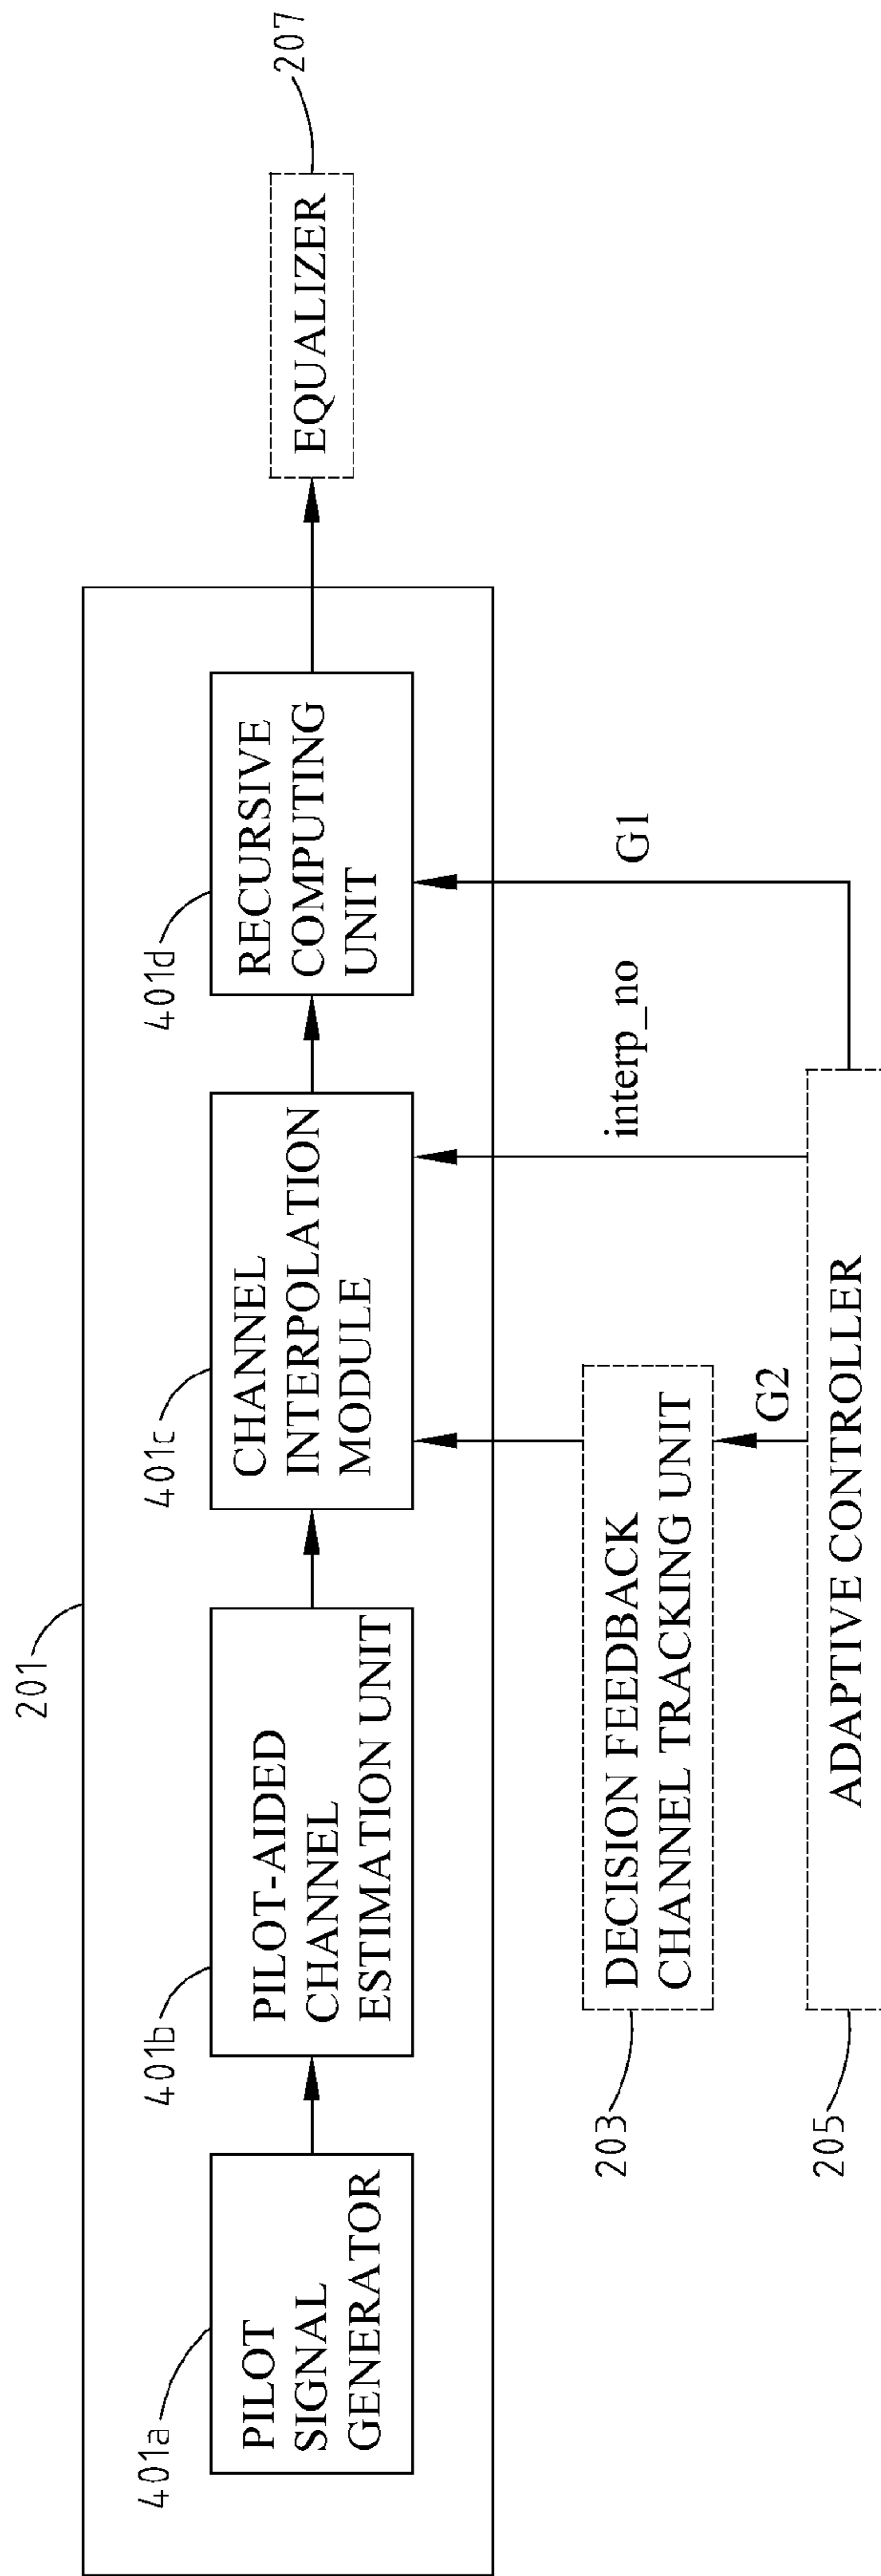 201
401a
PILOT
SIGNAL
GENERATOR
401b
PILOT-AIDED
CHANNEL
ESTIMATION UNIT
401c
CHANNEL
INTERPOLATION
MODULE
401d
RECURSIVE
COMPUTING
UNIT
207
EQUALIZER
203
DECISION FEEDBACK
CHANNEL TRACKING UNIT
G2
interp_no
G1
205
ADAPTIVE CONTROLLER